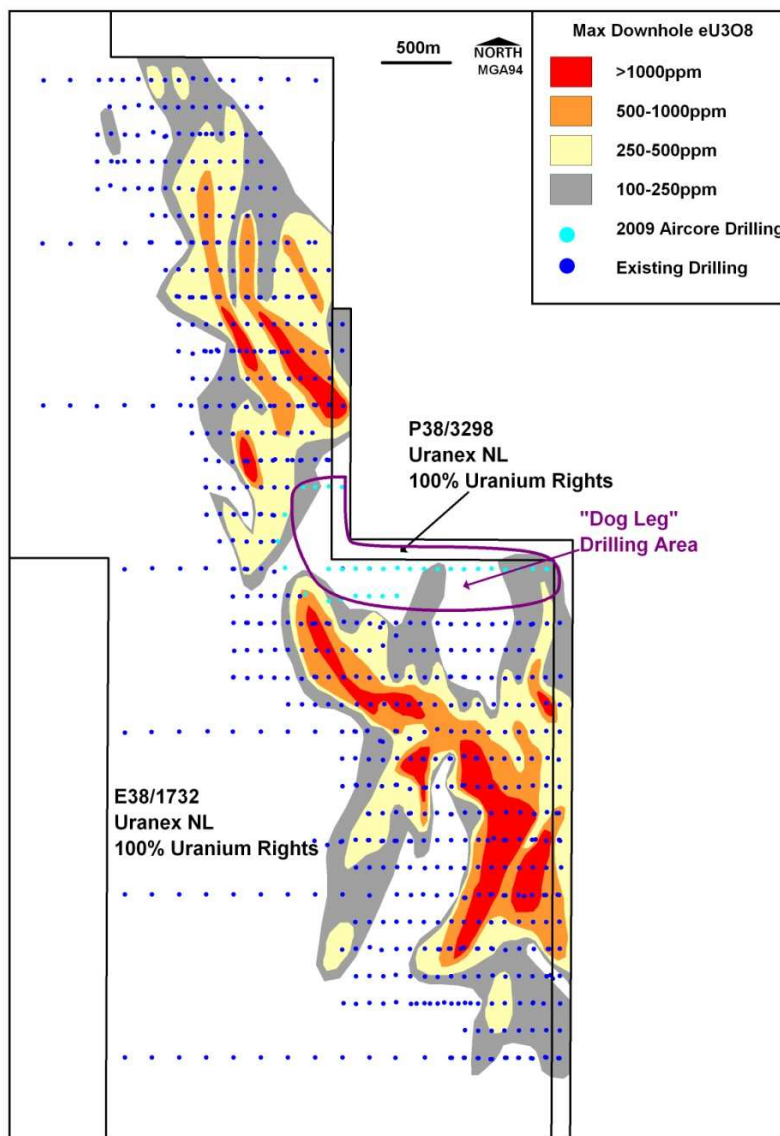 500m
NORTH
MGA94
Max Downhole eU3O8
>1000ppm
500-1000ppm
250-500ppm
100-250ppm
2009 Aircore Drilling
Existing Drilling
P38/3298
Uranex NL
100% Uranium Rights
"Dog Leg"
Drilling Area
E38/1732
Uranex NL
100% Uranium Rights